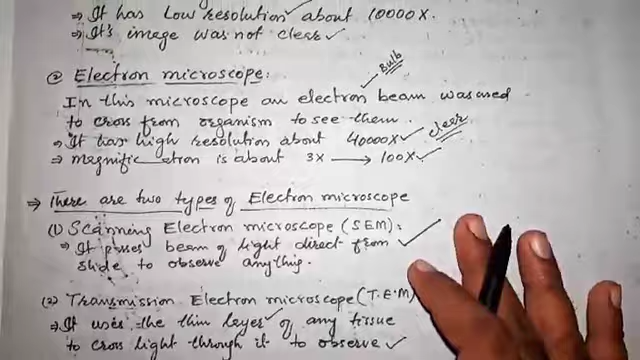 ⇒ It has Low resolution about 10000X.
⇒ It's image was not clear ✓
② Electron microscope:
Bulb
In this microscope an electron beam was used
to cross from organism to see them.
⇒ It has high resolution about 40000X ✓ clear
⇒ magnification is about 3X → 100X ✓
⇒ There are two types of Electron microscope
(1) Scanning Electron microscope (SEM):
⇒ It passes beam of light direct from
slide to observe anything.
(2) Transmission Electron microscope (T.E.M)
⇒ It uses the thin layer of any tissue
to cross light through it to observe ✓